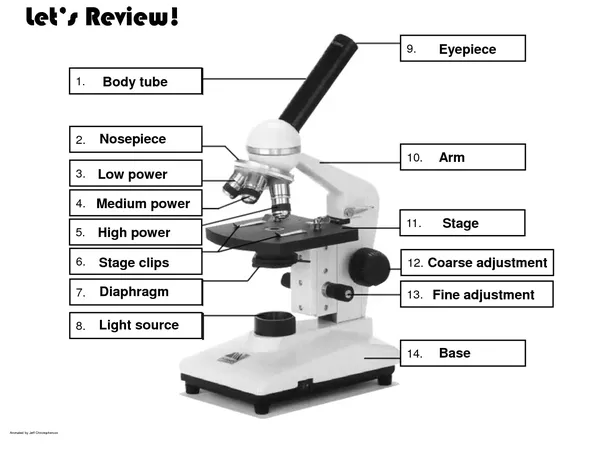 Let's Review!
1. Body tube
2. Nosepiece
3. Low power
4. Medium power
5. High power
6. Stage clips
7. Diaphragm
8. Light source
9. Eyepiece
10. Arm
11. Stage
12. Coarse adjustment
13. Fine adjustment
14. Base